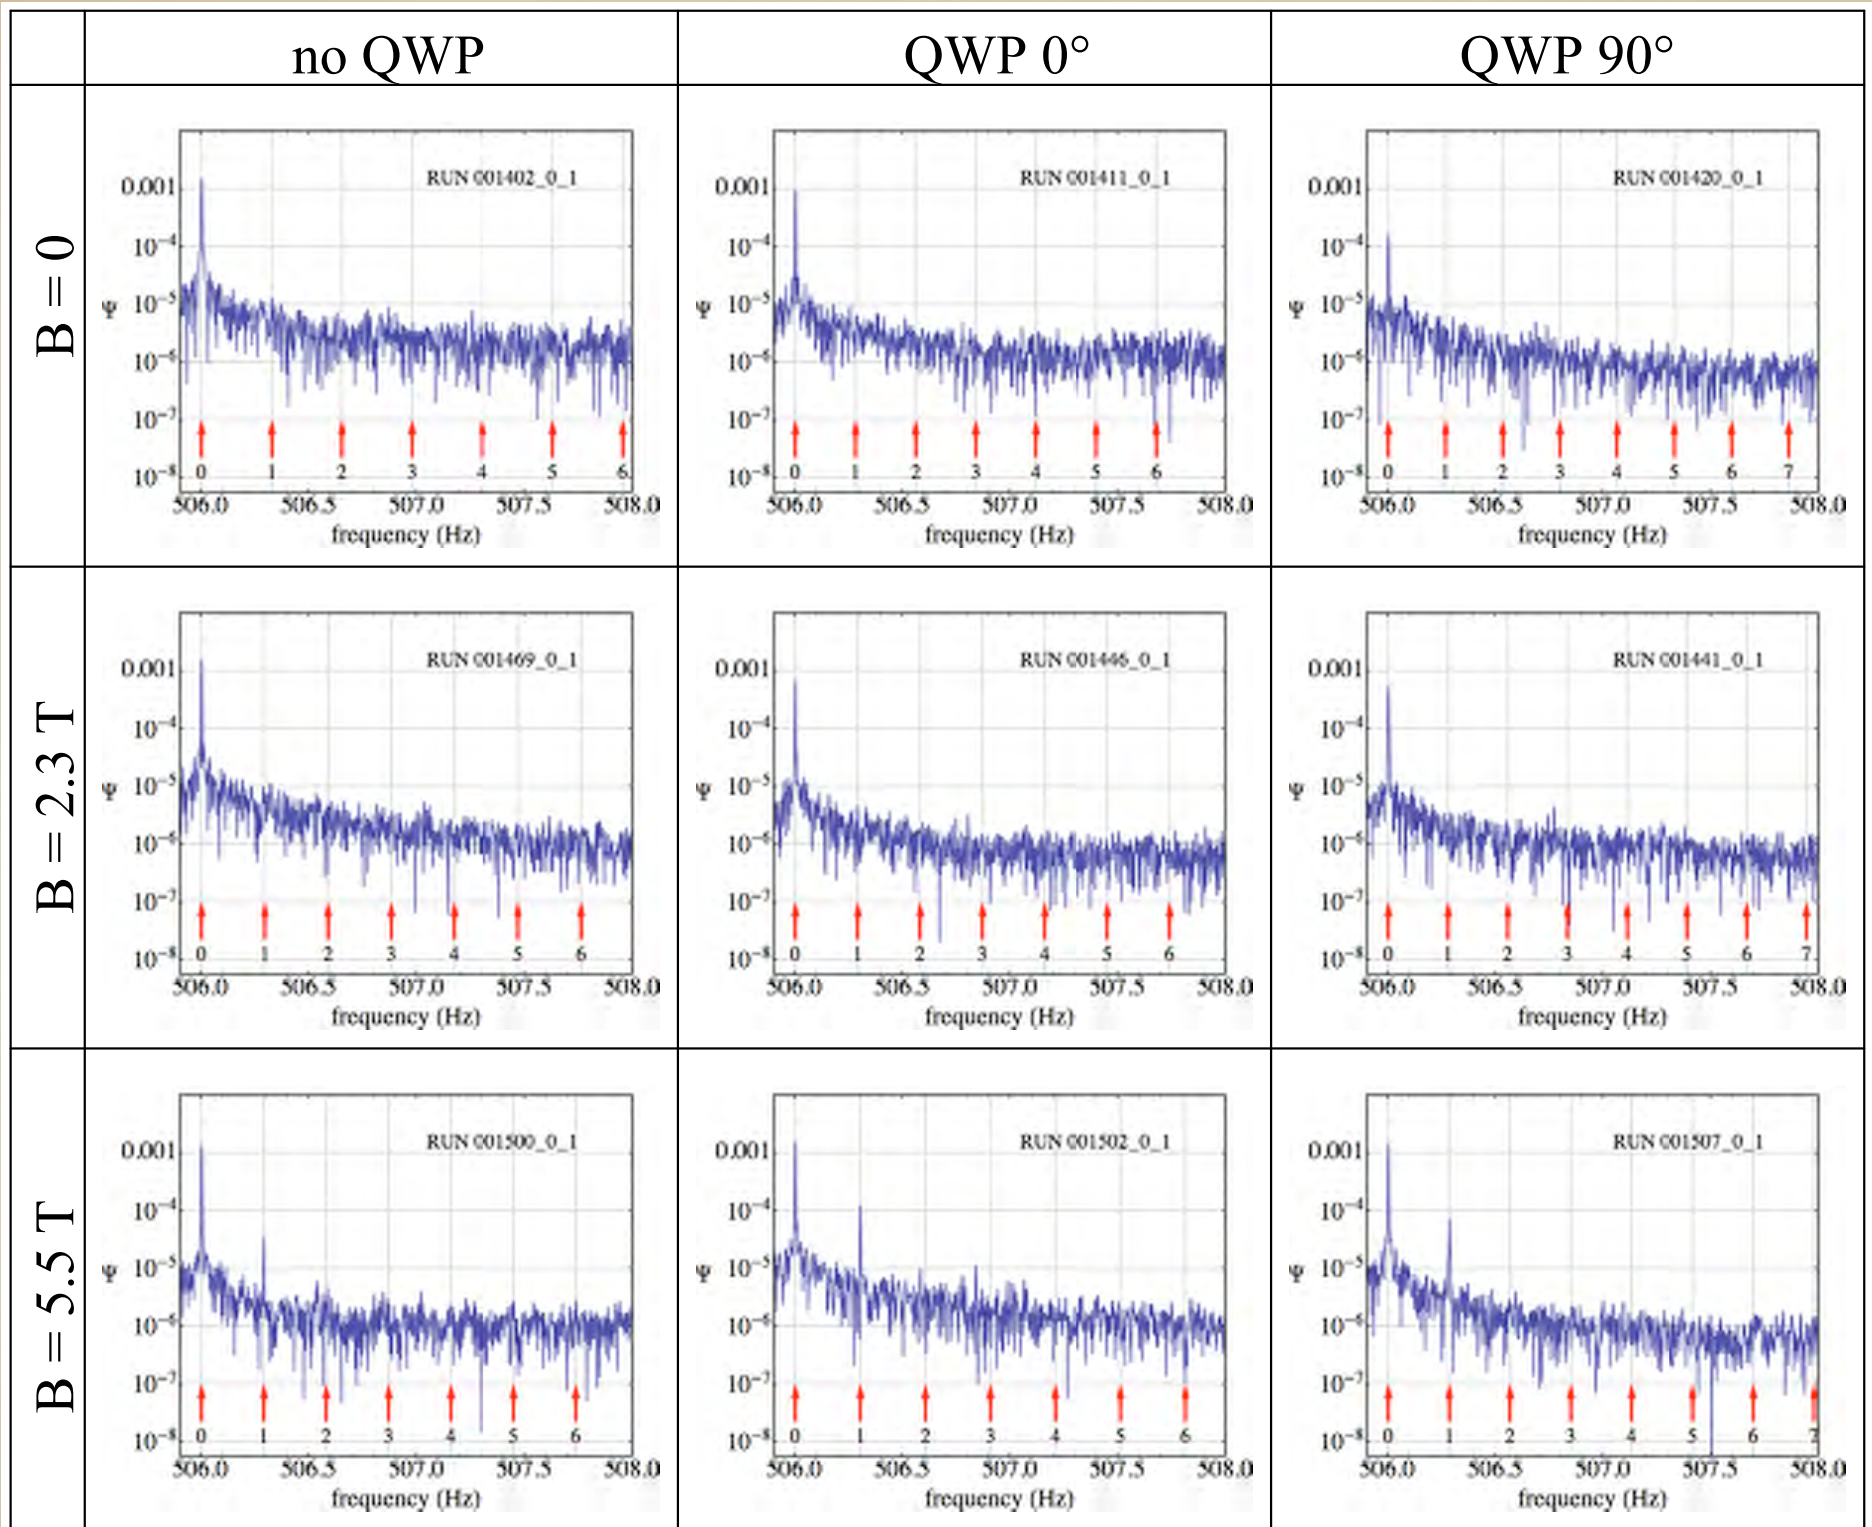 no QWP QWP 0° QWP 90°
B = 0
RUN 001402_0_1
0.001
10⁻⁴
10⁻⁵
10⁻⁶
10⁻⁷
10⁻⁸
Ψ
0 1 2 3 4 5 6
506.0 506.5 507.0 507.5 508.0
frequency (Hz)
RUN 001411_0_1
0.001
10⁻⁴
10⁻⁵
10⁻⁶
10⁻⁷
10⁻⁸
Ψ
0 1 2 3 4 5 6
506.0 506.5 507.0 507.5 508.0
frequency (Hz)
RUN 001420_0_1
0.001
10⁻⁴
10⁻⁵
10⁻⁶
10⁻⁷
10⁻⁸
Ψ
0 1 2 3 4 5 6 7
506.0 506.5 507.0 507.5 508.0
frequency (Hz)
B = 2.3 T
RUN 001469_0_1
0.001
10⁻⁴
10⁻⁵
10⁻⁶
10⁻⁷
10⁻⁸
Ψ
0 1 2 3 4 5 6
506.0 506.5 507.0 507.5 508.0
frequency (Hz)
RUN 001446_0_1
0.001
10⁻⁴
10⁻⁵
10⁻⁶
10⁻⁷
10⁻⁸
Ψ
0 1 2 3 4 5 6
506.0 506.5 507.0 507.5 508.0
frequency (Hz)
RUN 001441_0_1
0.001
10⁻⁴
10⁻⁵
10⁻⁶
10⁻⁷
10⁻⁸
Ψ
0 1 2 3 4 5 6 7
506.0 506.5 507.0 507.5 508.0
frequency (Hz)
B = 5.5 T
RUN 001500_0_1
0.001
10⁻⁴
10⁻⁵
10⁻⁶
10⁻⁷
10⁻⁸
Ψ
0 1 2 3 4 5 6
506.0 506.5 507.0 507.5 508.0
frequency (Hz)
RUN 001502_0_1
0.001
10⁻⁴
10⁻⁵
10⁻⁶
10⁻⁷
10⁻⁸
Ψ
0 1 2 3 4 5 6
506.0 506.5 507.0 507.5 508.0
frequency (Hz)
RUN 001507_0_1
0.001
10⁻⁴
10⁻⁵
10⁻⁶
10⁻⁷
10⁻⁸
Ψ
0 1 2 3 4 5 6 7
506.0 506.5 507.0 507.5 508.0
frequency (Hz)